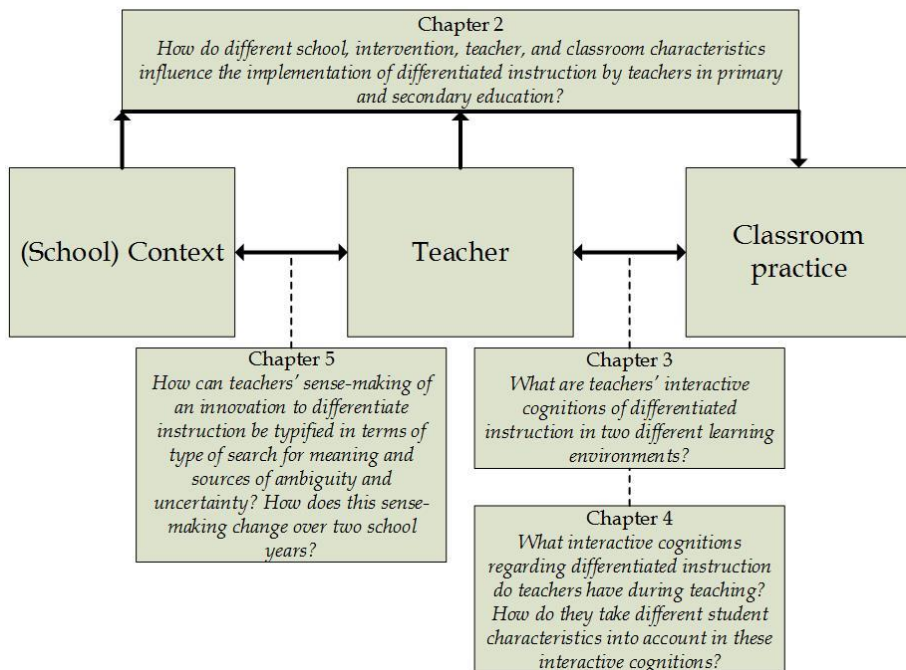 Chapter 2
How do different school, intervention, teacher, and classroom characteristics
influence the implementation of differentiated instruction by teachers in primary
and secondary education?
(School) Context
Teacher
Classroom
practice
Chapter 5
How can teachers’ sense-making of
an innovation to differentiate
instruction be typified in terms of
type of search for meaning and
sources of ambiguity and
uncertainty? How does this sense-
making change over two school
years?
Chapter 3
What are teachers’ interactive
cognitions of differentiated
instruction in two different learning
environments?
Chapter 4
What interactive cognitions
regarding differentiated instruction
do teachers have during teaching?
How do they take different student
characteristics into account in these
interactive cognitions?